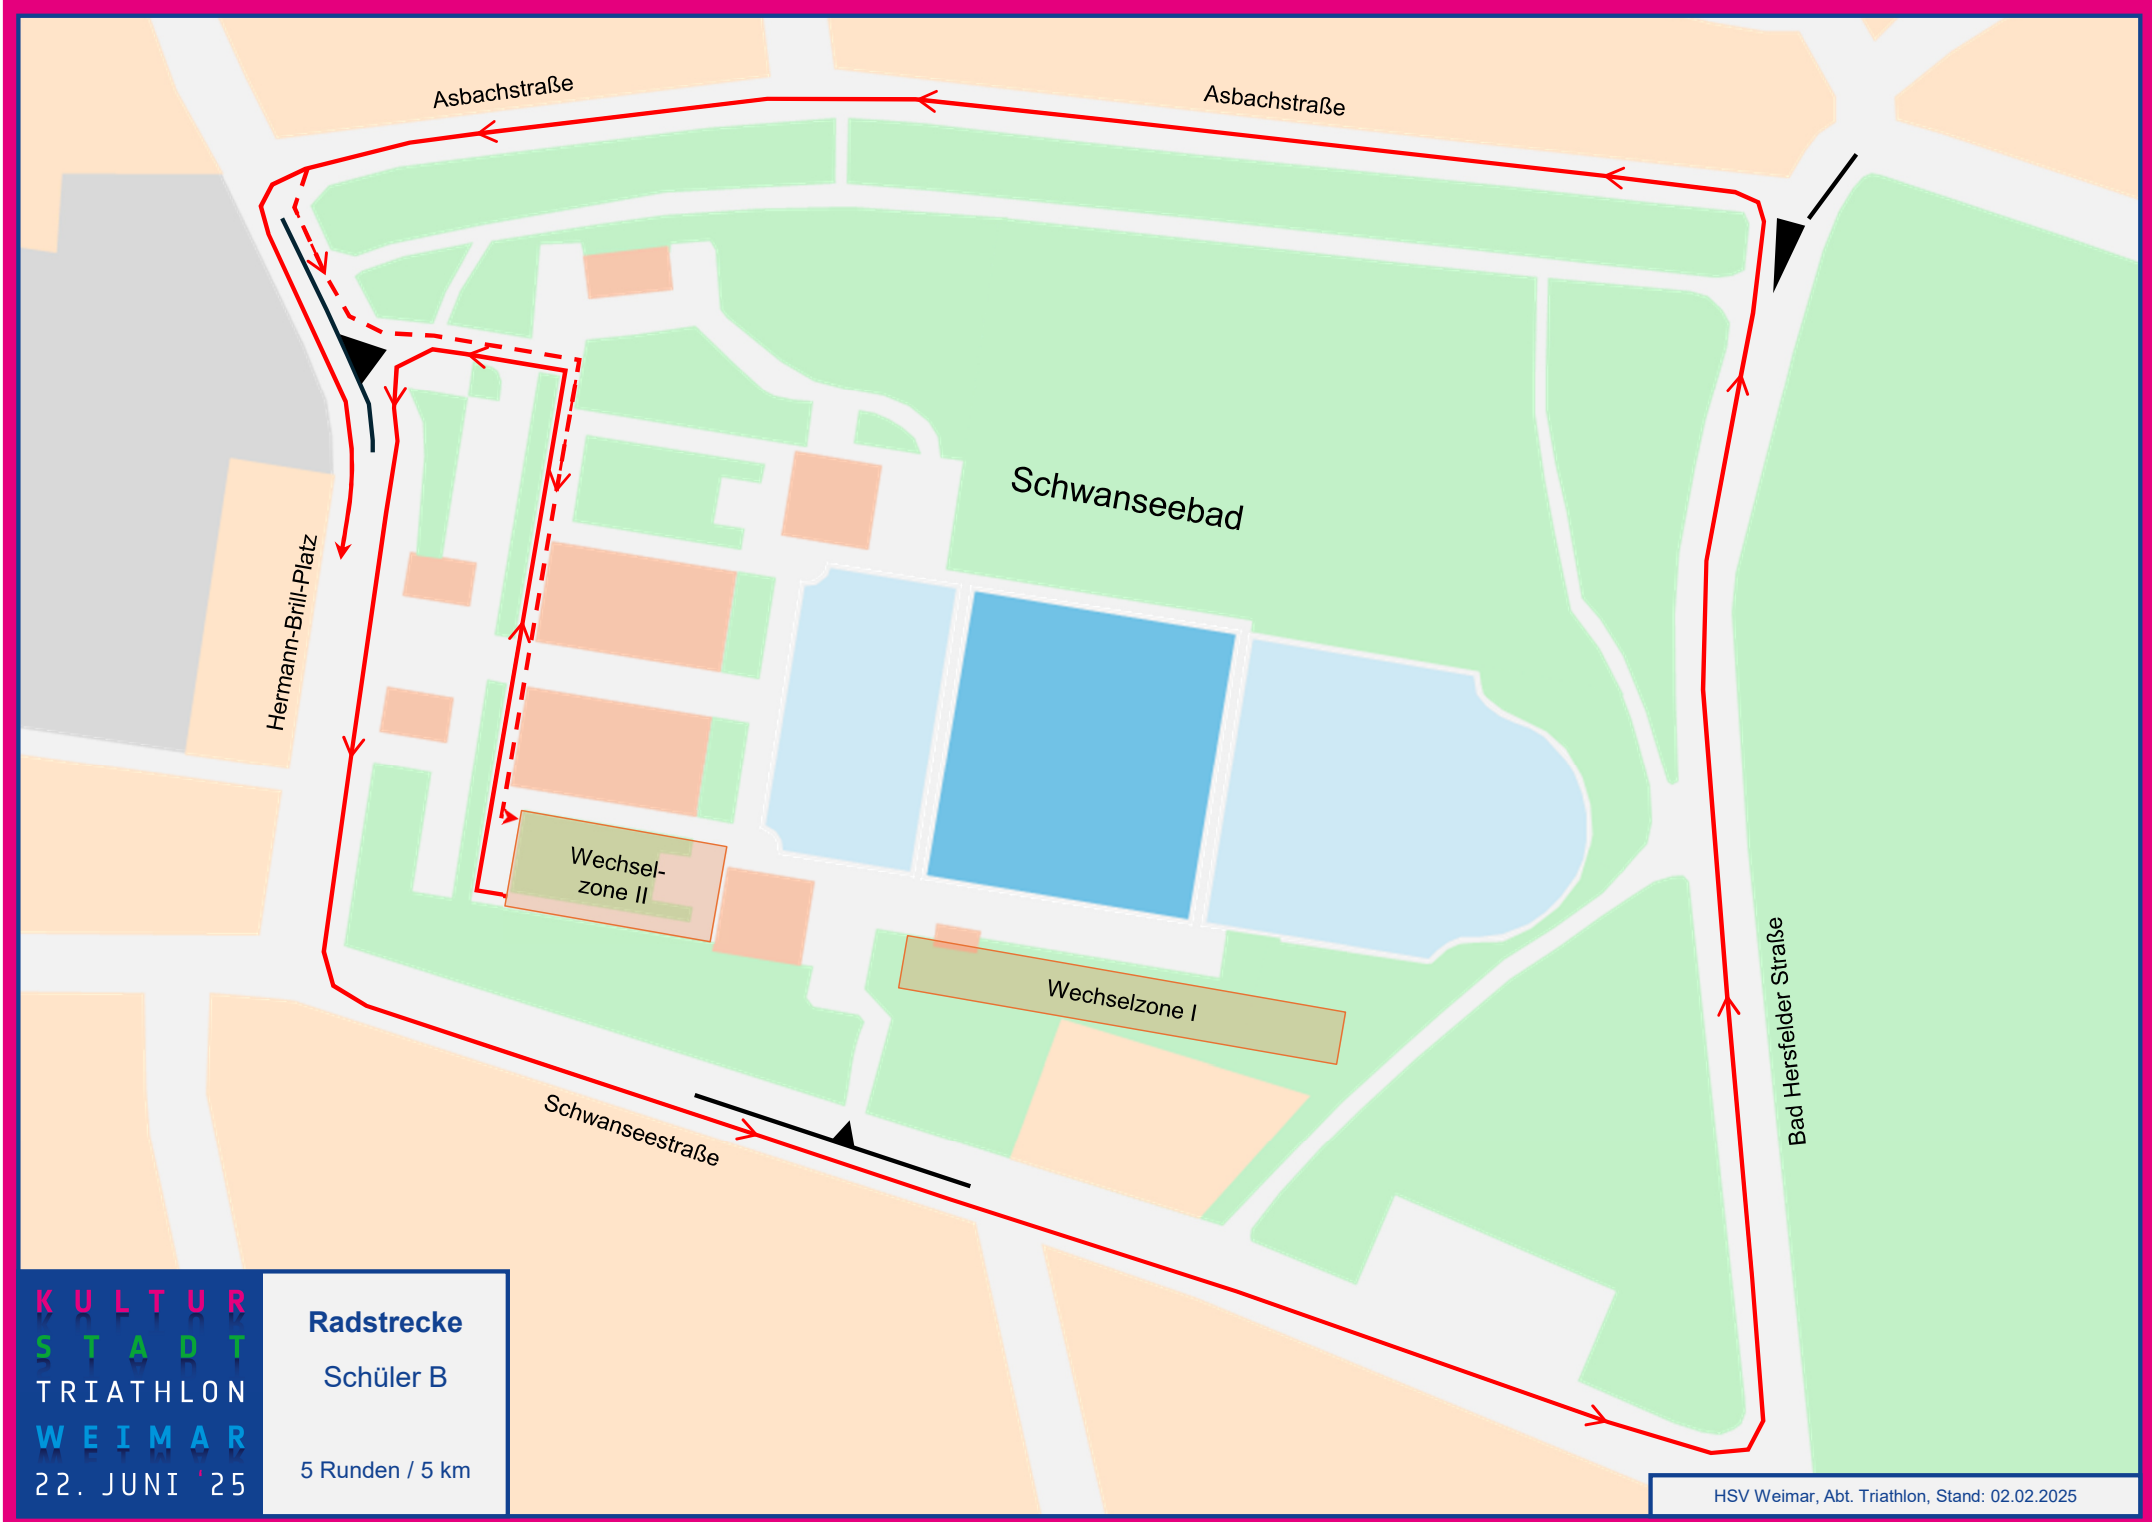 Asbachstraße
Asbachstraße
Schwanseebad
Hermann-Brill-Platz
Wechsel-
zone II
Wechselzone I
Bad Hersfelder Straße
Schwanseestraße
KULTUR
STADT
TRIATHLON
WEIMAR
22. JUNI '25
Radstrecke
Schüler B
5 Runden / 5 km
HSV Weimar, Abt. Triathlon, Stand: 02.02.2025